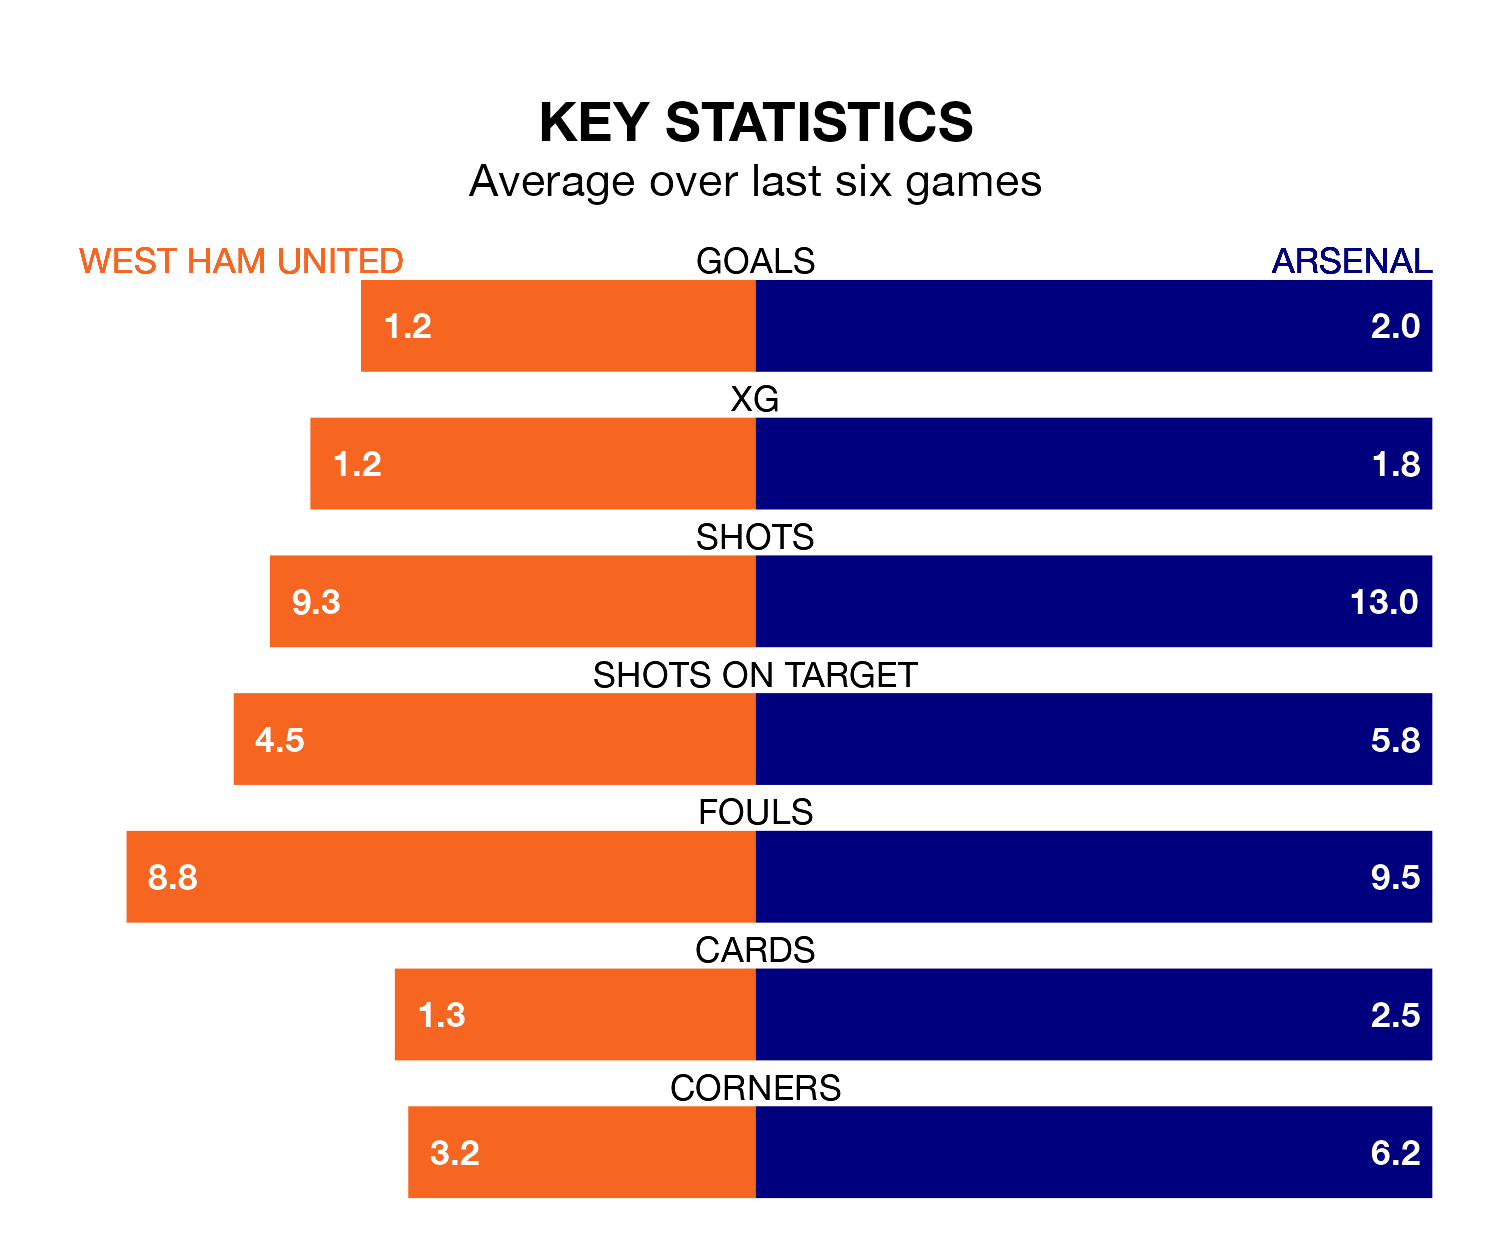 KEY STATISTICS
Average over last six games
WEST HAM UNITED GOALS ARSENAL
1.2 2.0
XG
1.2 1.8
SHOTS
9.3 13.0
SHOTS ON TARGET
4.5 5.8
FOULS
8.8 9.5
CARDS
1.3 2.5
CORNERS
3.2 6.2